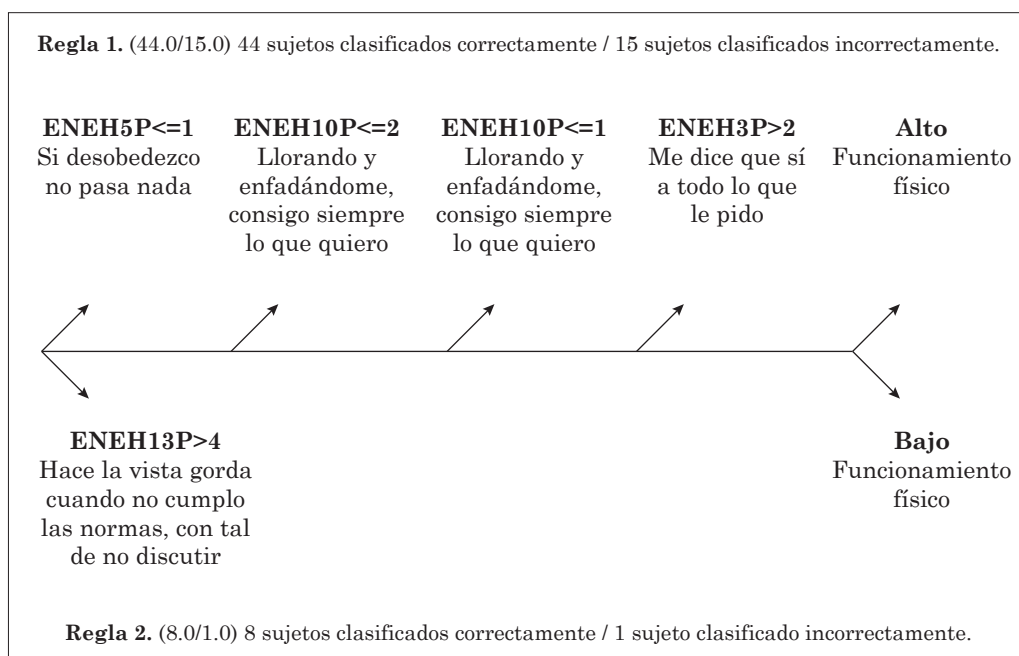 Regla 1. (44.0/15.0) 44 sujetos clasificados correctamente / 15 sujetos clasificados incorrectamente.
ENEH5P<=1
Si desobedezco
no pasa nada
ENEH10P<=2
Llorando y
enfadándome,
consigo siempre
lo que quiero
ENEH10P<=1
Llorando y
enfadándome,
consigo siempre
lo que quiero
ENEH3P>2
Me dice que sí
a todo lo que
le pido
Alto
Funcionamiento
físico
ENEH13P>4
Hace la vista gorda
cuando no cumplo
las normas, con tal
de no discutir
Bajo
Funcionamiento
físico
Regla 2. (8.0/1.0) 8 sujetos clasificados correctamente / 1 sujeto clasificado incorrectamente.